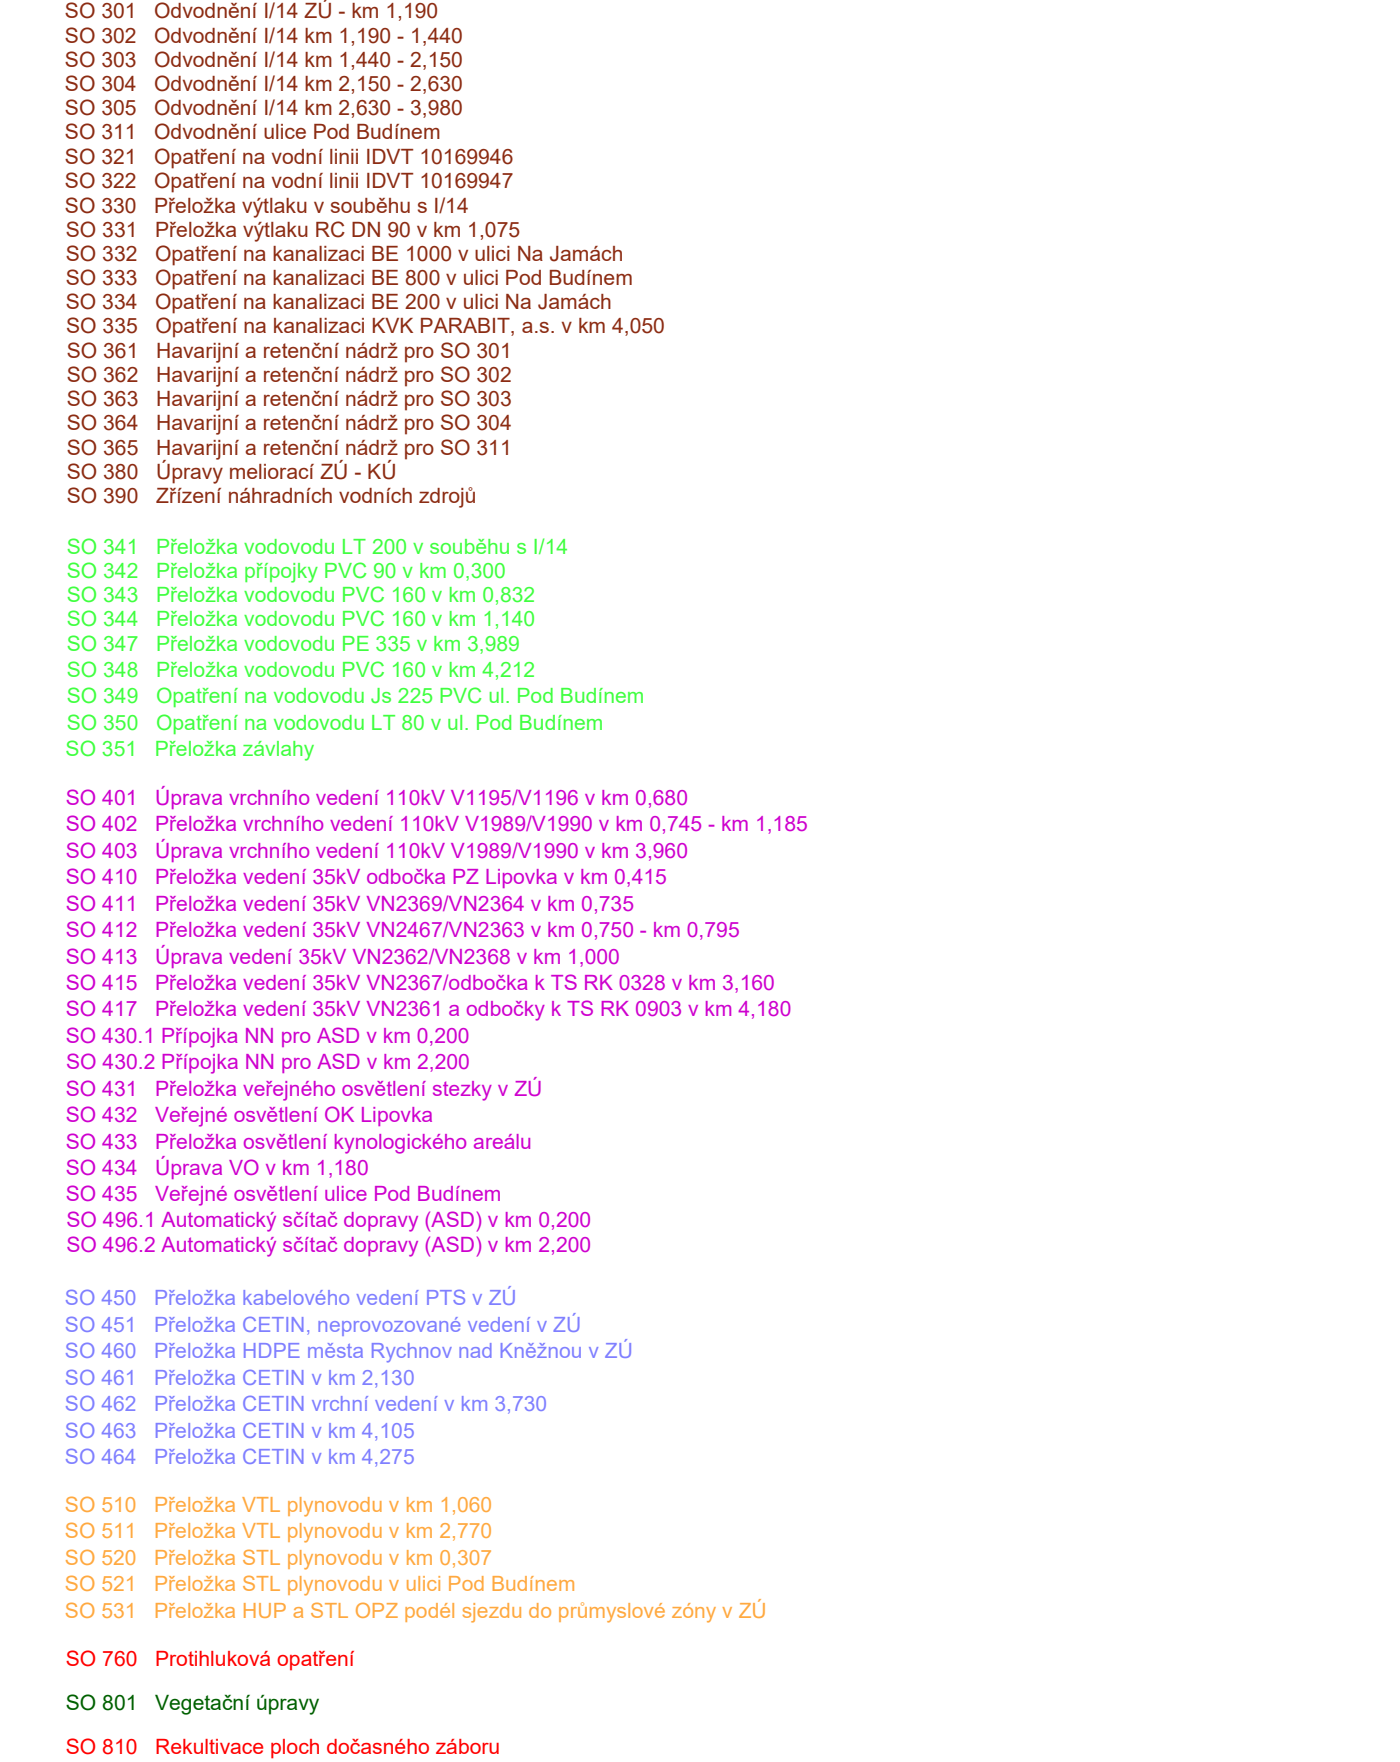 SO 301 Odvodnění I/14 ZÚ - km 1,190
SO 302 Odvodnění I/14 km 1,190 - 1,440
SO 303 Odvodnění I/14 km 1,440 - 2,150
SO 304 Odvodnění I/14 km 2,150 - 2,630
SO 305 Odvodnění I/14 km 2,630 - 3,980
SO 311 Odvodnění ulice Pod Budínem
SO 321 Opatření na vodní linii IDVT 10169946
SO 322 Opatření na vodní linii IDVT 10169947
SO 330 Přeložka výtlaku v souběhu s I/14
SO 331 Přeložka výtlaku RC DN 90 v km 1,075
SO 332 Opatření na kanalizaci BE 1000 v ulici Na Jamách
SO 333 Opatření na kanalizaci BE 800 v ulici Pod Budínem
SO 334 Opatření na kanalizaci BE 200 v ulici Na Jamách
SO 335 Opatření na kanalizaci KVK PARABIT, a.s. v km 4,050
SO 361 Havarijní a retenční nádrž pro SO 301
SO 362 Havarijní a retenční nádrž pro SO 302
SO 363 Havarijní a retenční nádrž pro SO 303
SO 364 Havarijní a retenční nádrž pro SO 304
SO 365 Havarijní a retenční nádrž pro SO 311
SO 380 Úpravy meliorací ZÚ - KÚ
SO 390 Zřízení náhradních vodních zdrojů
SO 341 Přeložka vodovodu LT 200 v souběhu s I/14
SO 342 Přeložka přípojky PVC 90 v km 0,300
SO 343 Přeložka vodovodu PVC 160 v km 0,832
SO 344 Přeložka vodovodu PVC 160 v km 1,140
SO 347 Přeložka vodovodu PE 335 v km 3,989
SO 348 Přeložka vodovodu PVC 160 v km 4,212
SO 349 Opatření na vodovodu Js 225 PVC ul. Pod Budínem
SO 350 Opatření na vodovodu LT 80 v ul. Pod Budínem
SO 351 Přeložka závlahy
SO 401 Úprava vrchního vedení 110kV V1195/V1196 v km 0,680
SO 402 Přeložka vrchního vedení 110kV V1989/V1990 v km 0,745 - km 1,185
SO 403 Úprava vrchního vedení 110kV V1989/V1990 v km 3,960
SO 410 Přeložka vedení 35kV odbočka PZ Lipovka v km 0,415
SO 411 Přeložka vedení 35kV VN2369/VN2364 v km 0,735
SO 412 Přeložka vedení 35kV VN2467/VN2363 v km 0,750 - km 0,795
SO 413 Úprava vedení 35kV VN2362/VN2368 v km 1,000
SO 415 Přeložka vedení 35kV VN2367/odbočka k TS RK 0328 v km 3,160
SO 417 Přeložka vedení 35kV VN2361 a odbočky k TS RK 0903 v km 4,180
SO 430.1 Přípojka NN pro ASD v km 0,200
SO 430.2 Přípojka NN pro ASD v km 2,200
SO 431 Přeložka veřejného osvětlení stezky v ZÚ
SO 432 Veřejné osvětlení OK Lipovka
SO 433 Přeložka osvětlení kynologického areálu
SO 434 Úprava VO v km 1,180
SO 435 Veřejné osvětlení ulice Pod Budínem
SO 496.1 Automatický sčítač dopravy (ASD) v km 0,200
SO 496.2 Automatický sčítač dopravy (ASD) v km 2,200
SO 450 Přeložka kabelového vedení PTS v ZÚ
SO 451 Přeložka CETIN, neprovozované vedení v ZÚ
SO 460 Přeložka HDPE města Rychnov nad Kněžnou v ZÚ
SO 461 Přeložka CETIN v km 2,130
SO 462 Přeložka CETIN vrchní vedení v km 3,730
SO 463 Přeložka CETIN v km 4,105
SO 464 Přeložka CETIN v km 4,275
SO 510 Přeložka VTL plynovodu v km 1,060
SO 511 Přeložka VTL plynovodu v km 2,770
SO 520 Přeložka STL plynovodu v km 0,307
SO 521 Přeložka STL plynovodu v ulici Pod Budínem
SO 531 Přeložka HUP a STL OPZ podél sjezdu do průmyslové zóny v ZÚ
SO 760 Protihluková opatření
SO 801 Vegetační úpravy
SO 810 Rekultivace ploch dočasného záboru